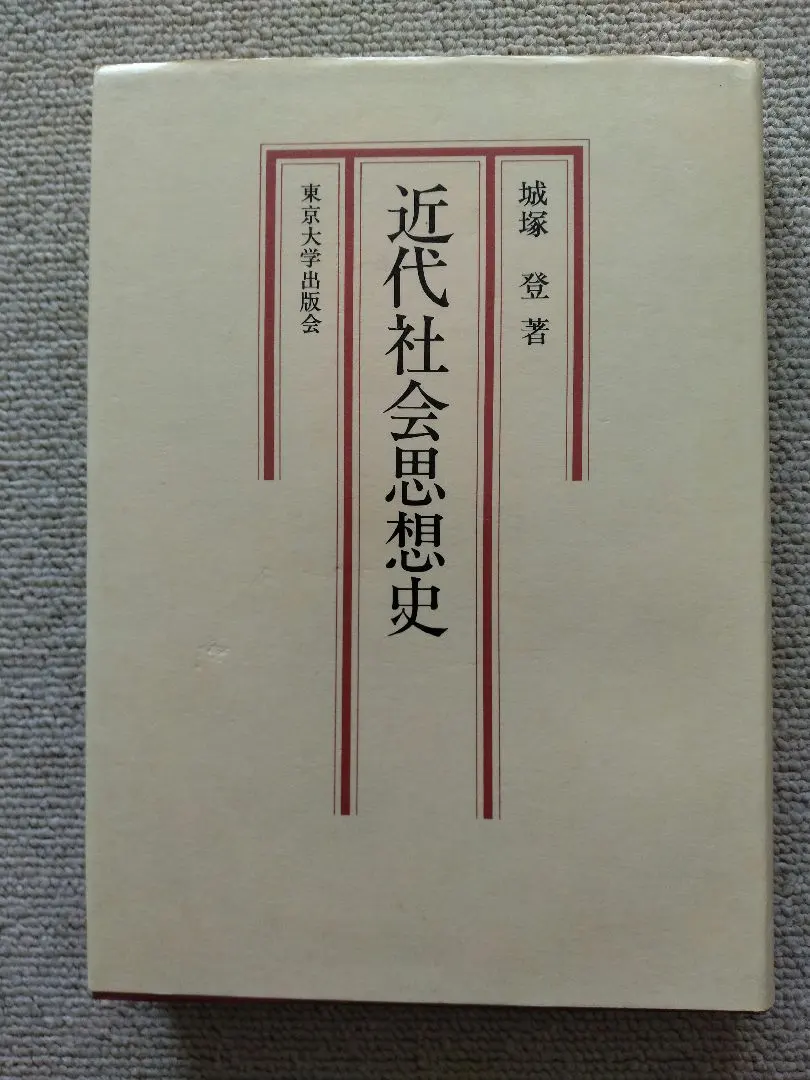 城塚 登 著
近代社会思想史
東京大学出版会